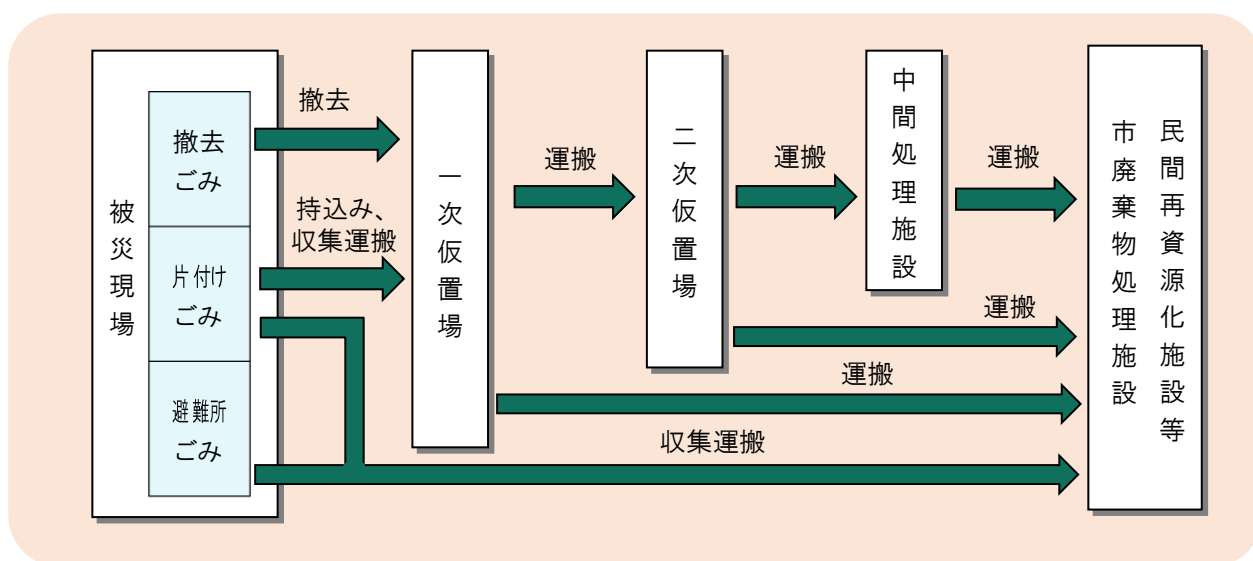 被災現場
撤去
ごみ
片付け
ごみ
避難所
ごみ
撤去
持込み、
収集運搬
一次仮置場
運搬
二次仮置場
運搬
中間処理施設
運搬
運搬
運搬
収集運搬
民間再資源化施設等
市廃棄物処理施設